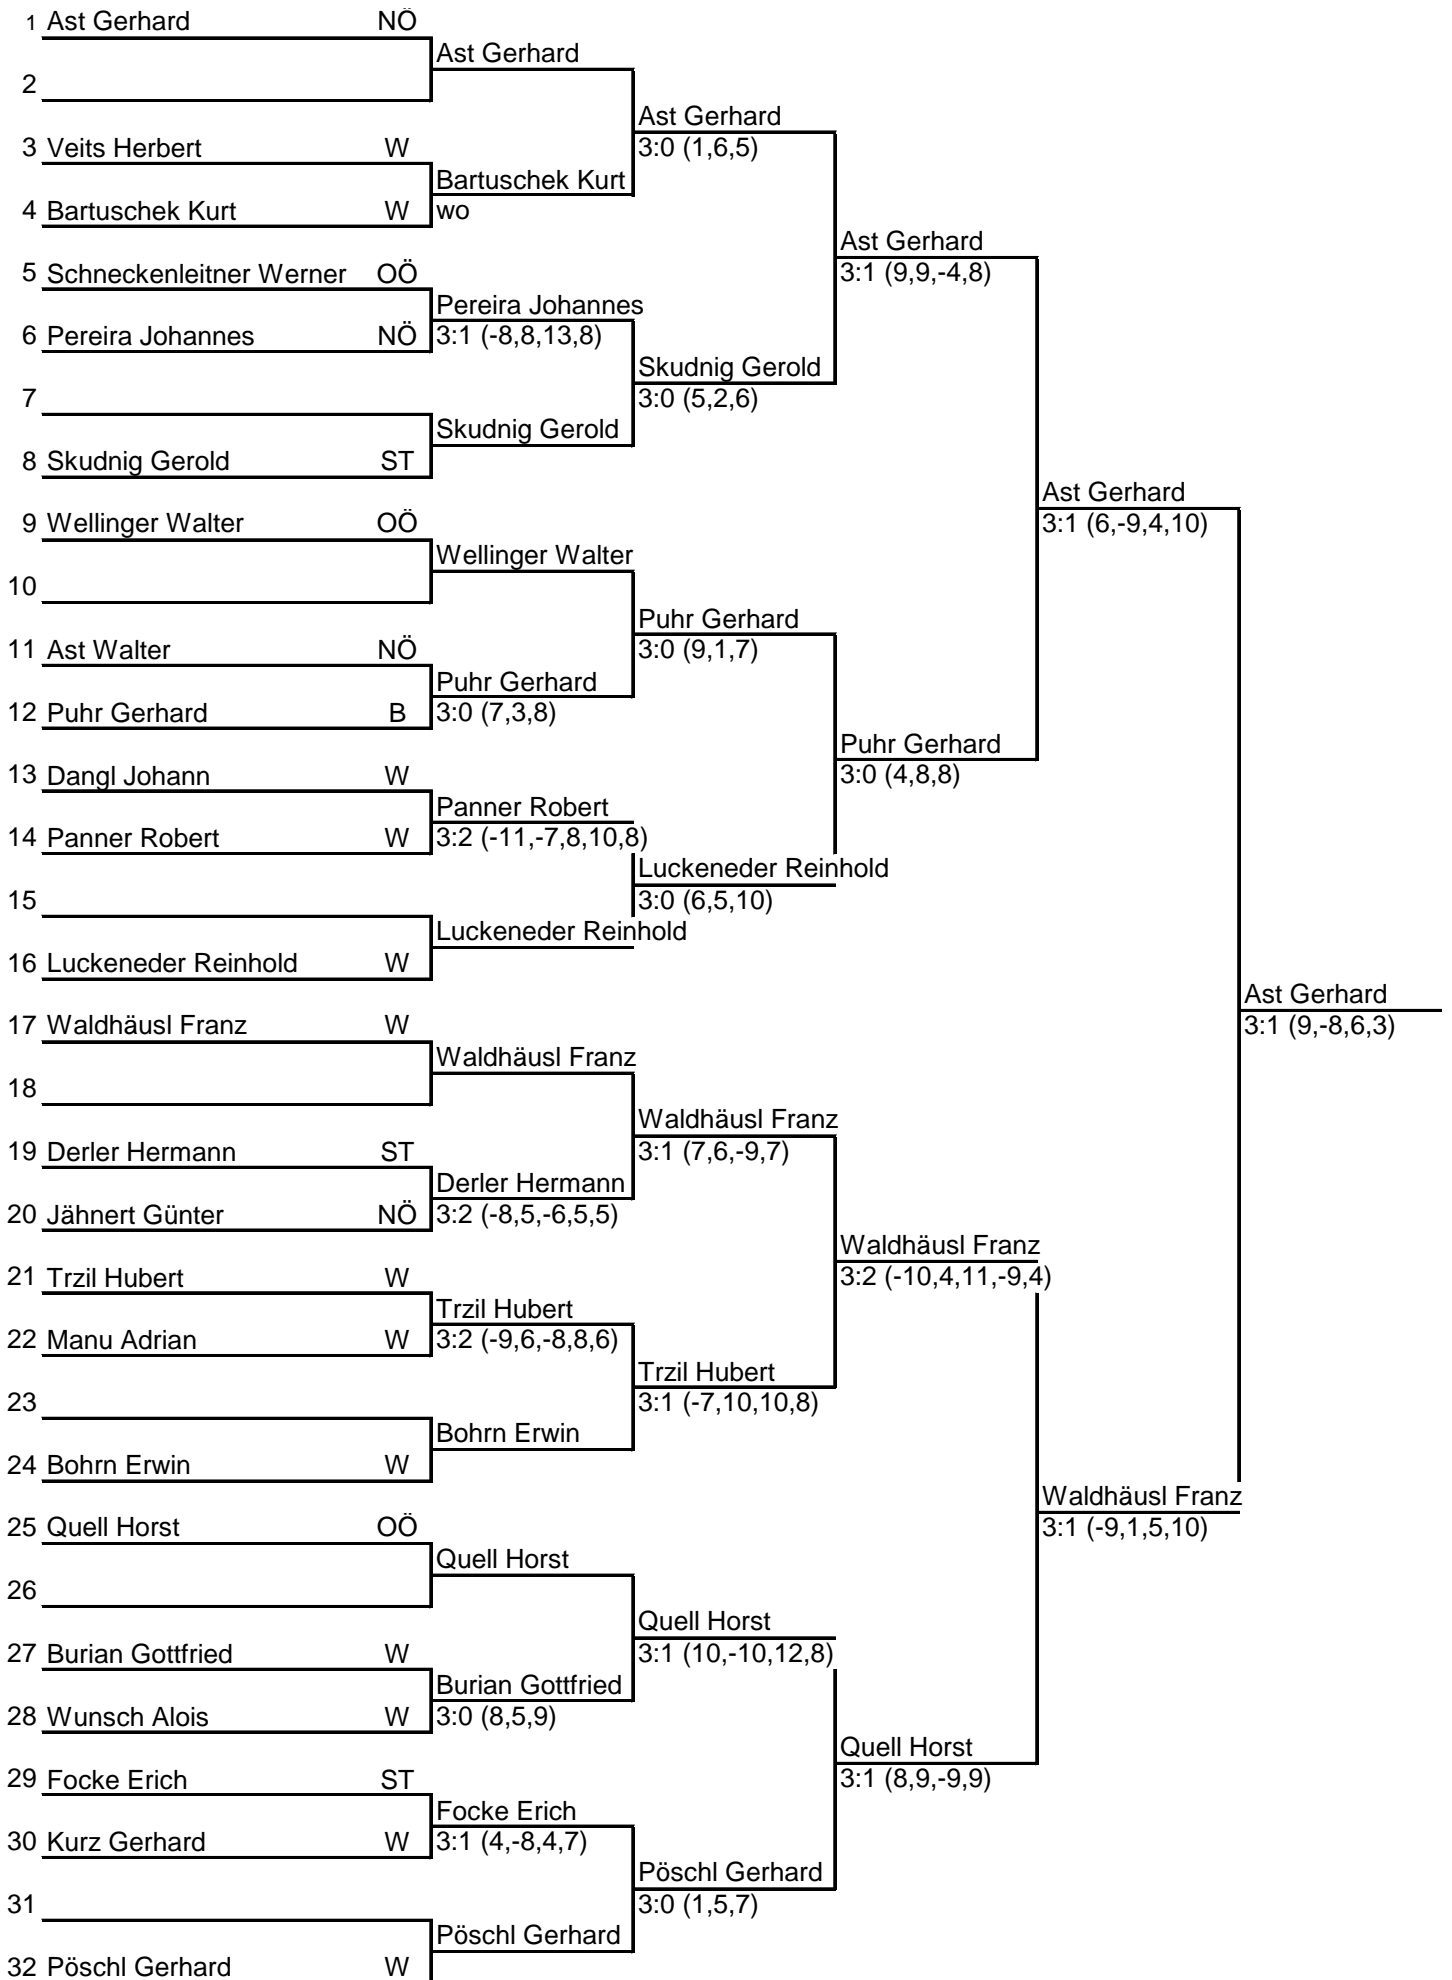 1 Ast Gerhard NÖ
Ast Gerhard
2
Ast Gerhard
3:0 (1,6,5)
3 Veits Herbert W
Bartuschek Kurt
4 Bartuschek Kurt W wo
Ast Gerhard
3:1 (9,9,-4,8)
5 Schneckenleitner Werner OÖ
Pereira Johannes
6 Pereira Johannes NÖ 3:1 (-8,8,13,8)
Skudnig Gerold
3:0 (5,2,6)
7
Skudnig Gerold
8 Skudnig Gerold ST
Ast Gerhard
3:1 (6,-9,4,10)
9 Wellinger Walter OÖ
Wellinger Walter
10
Puhr Gerhard
3:0 (9,1,7)
11 Ast Walter NÖ
Puhr Gerhard
12 Puhr Gerhard B 3:0 (7,3,8)
Puhr Gerhard
3:0 (4,8,8)
13 Dangl Johann W
Panner Robert
14 Panner Robert W 3:2 (-11,-7,8,10,8)
Luckeneder Reinhold
3:0 (6,5,10)
15
Luckeneder Reinhold
16 Luckeneder Reinhold W
Ast Gerhard
3:1 (9,-8,6,3)
17 Waldhäusl Franz W
Waldhäusl Franz
18
Waldhäusl Franz
3:1 (7,6,-9,7)
19 Derler Hermann ST
Derler Hermann
20 Jähnert Günter NÖ 3:2 (-8,5,-6,5,5)
Waldhäusl Franz
3:2 (-10,4,11,-9,4)
21 Trzil Hubert W
Trzil Hubert
22 Manu Adrian W 3:2 (-9,6,-8,8,6)
Trzil Hubert
3:1 (-7,10,10,8)
23
Bohrn Erwin
24 Bohrn Erwin W
Waldhäusl Franz
3:1 (-9,1,5,10)
25 Quell Horst OÖ
Quell Horst
26
Quell Horst
3:1 (10,-10,12,8)
27 Burian Gottfried W
Burian Gottfried
28 Wunsch Alois W 3:0 (8,5,9)
Quell Horst
3:1 (8,9,-9,9)
29 Focke Erich ST
Focke Erich
30 Kurz Gerhard W 3:1 (4,-8,4,7)
Pöschl Gerhard
3:0 (1,5,7)
31
Pöschl Gerhard
32 Pöschl Gerhard W